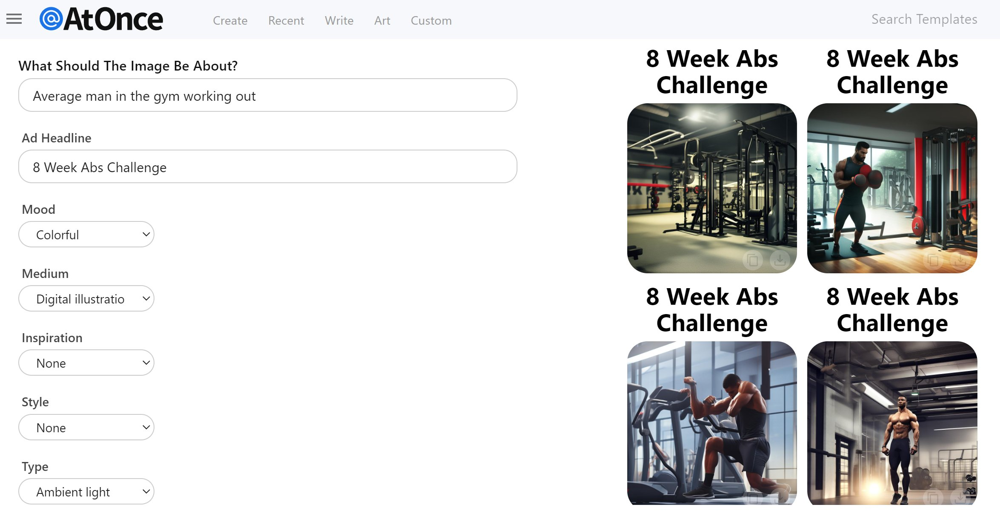 @AtOnce
Create
Recent
Write
Art
Custom
Search Templates
What Should The Image Be About?
Average man in the gym working out
Ad Headline
8 Week Abs Challenge
Mood
Colorful
Medium
Digital illustratio
Inspiration
None
Style
None
Type
Ambient light
8 Week Abs
Challenge
8 Week Abs
Challenge
8 Week Abs
Challenge
8 Week Abs
Challenge